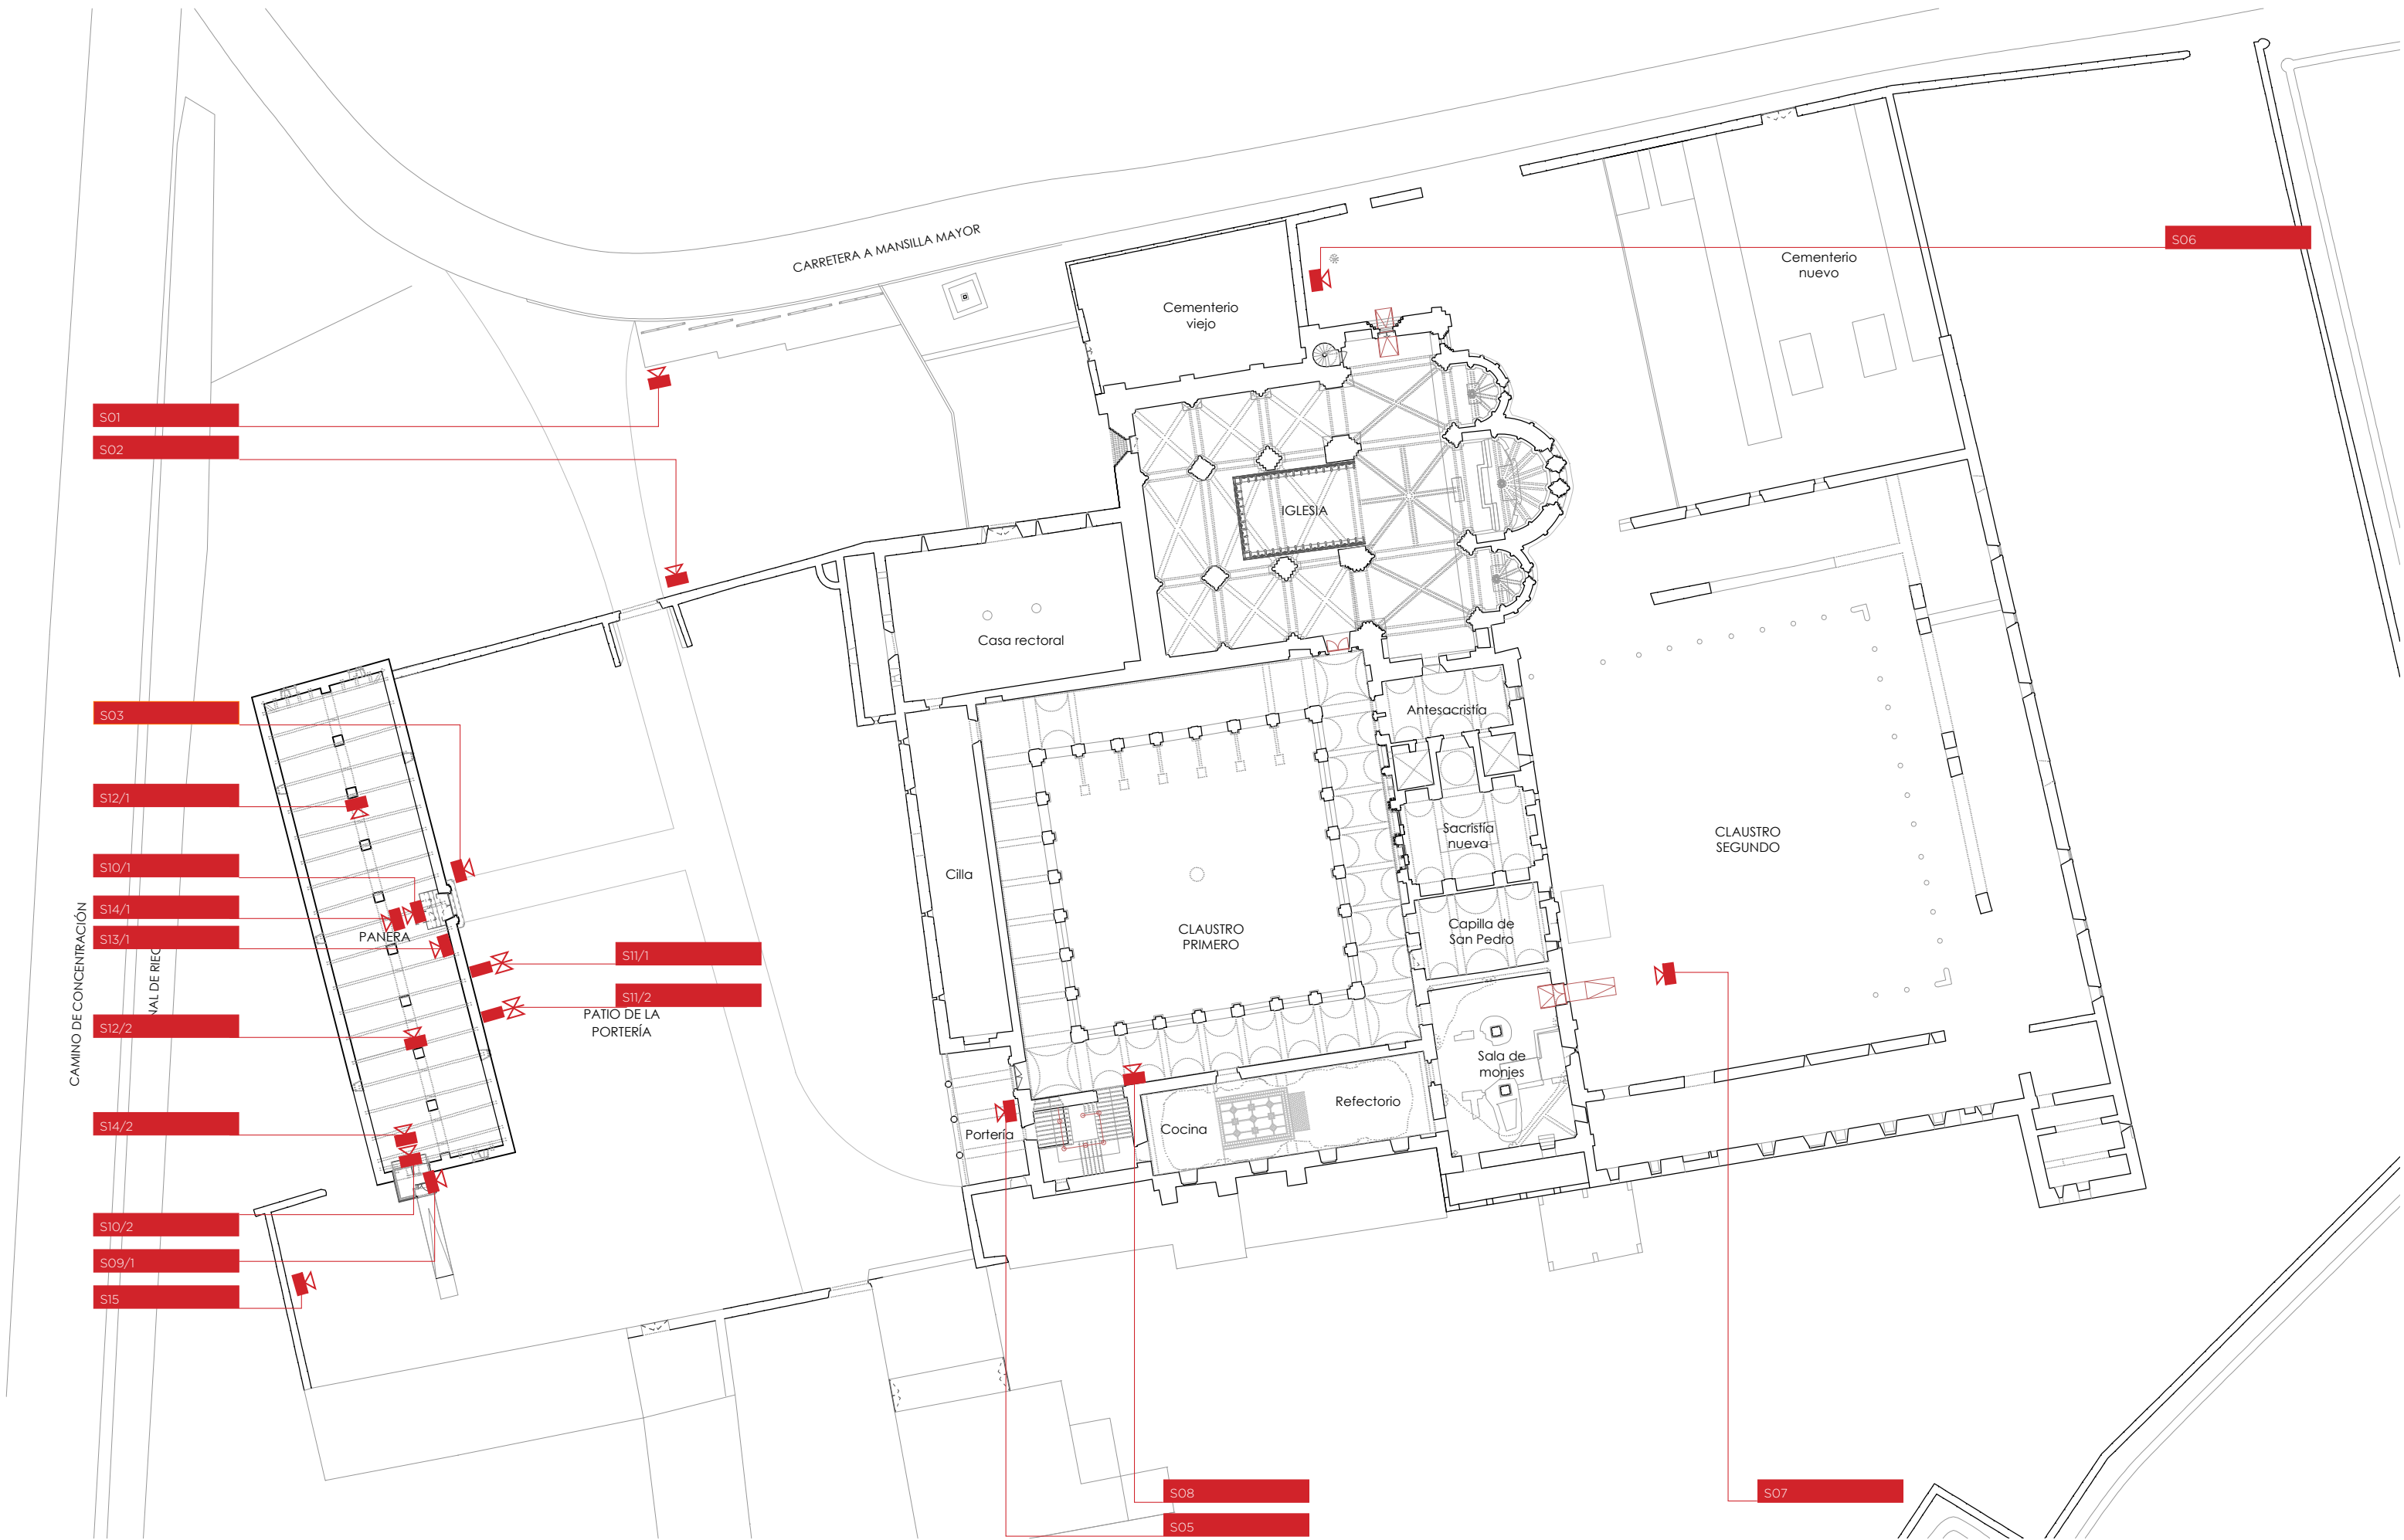 CARRETERA A MANSILLA MAYOR
S06
Cementerio
nuevo
Cementerio
viejo
S01
S02
IGLESIA
Casa rectoral
S03
Antesacristía
S12/1
Sacristía
nueva
CLAUSTRO
SEGUNDO
S10/1
Cilla
S14/1
S13/1
PANERA
CLAUSTRO
PRIMERO
Capilla de
San Pedro
CAMINO DE CONCENTRACIÓN
NAL DE RIEG
S11/1
S11/2
PATIO DE LA
PORTERÍA
S12/2
Sala de
monjes
Refectorio
S14/2
Portería
Cocina
S10/2
S09/1
S15
S08
S07
S05